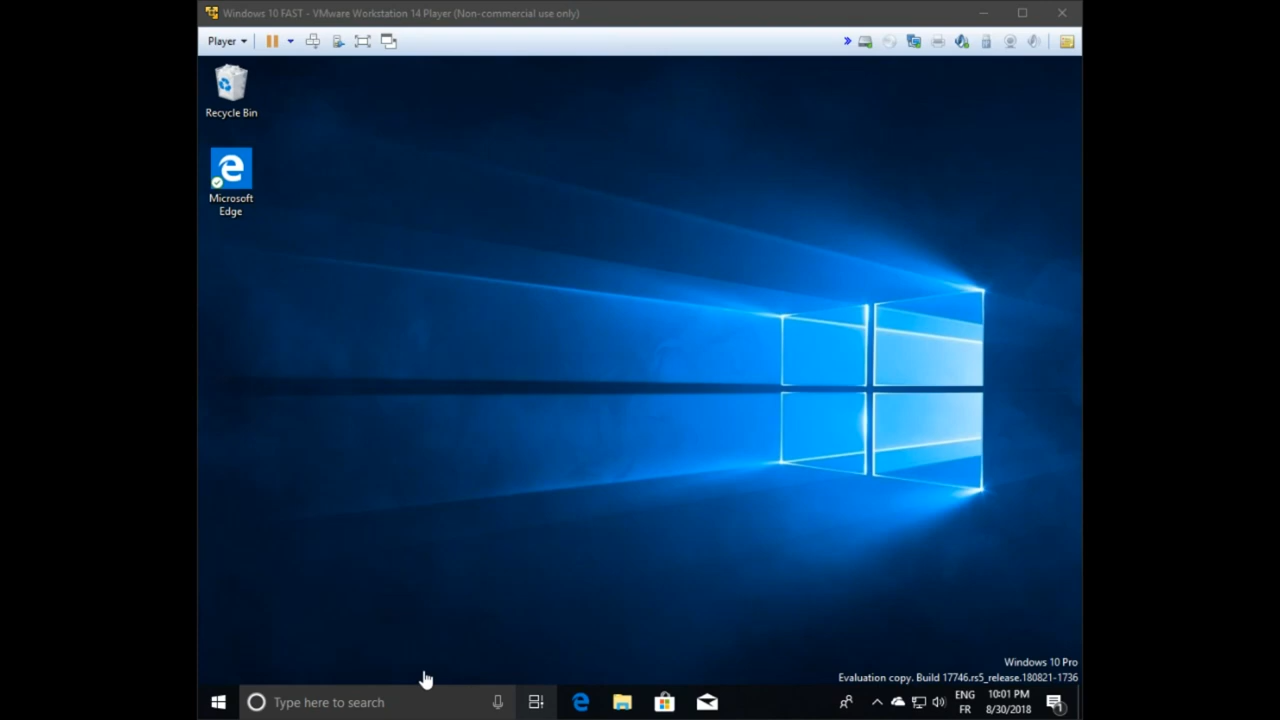 Windows 10 FAST - VMware Workstation 14 Player (Non-commercial use only)
Player
Recycle Bin
Microsoft
Edge
Windows 10 Pro
Evaluation copy. Build 17746.rs5_release.180821-1736
Type here to search
ENG
FR
10:01 PM
8/30/2018
1